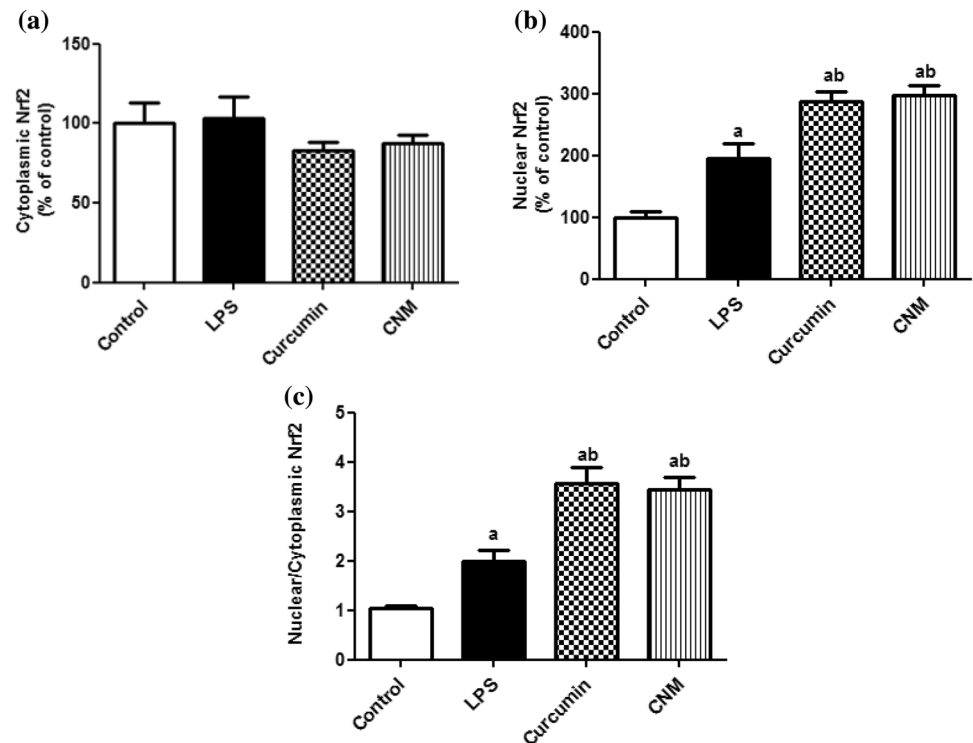 (a)
Cytoplasmic Nrf2
(% of control)
150
100
50
0
Control
LPS
Curcumin
CNM
(b)
Nuclear Nrf2
(% of control)
400
300
200
100
0
a
ab
ab
Control
LPS
Curcumin
CNM
(c)
Nuclear/Cytoplasmic Nrf2
5
4
3
2
1
0
a
ab
ab
Control
LPS
Curcumin
CNM